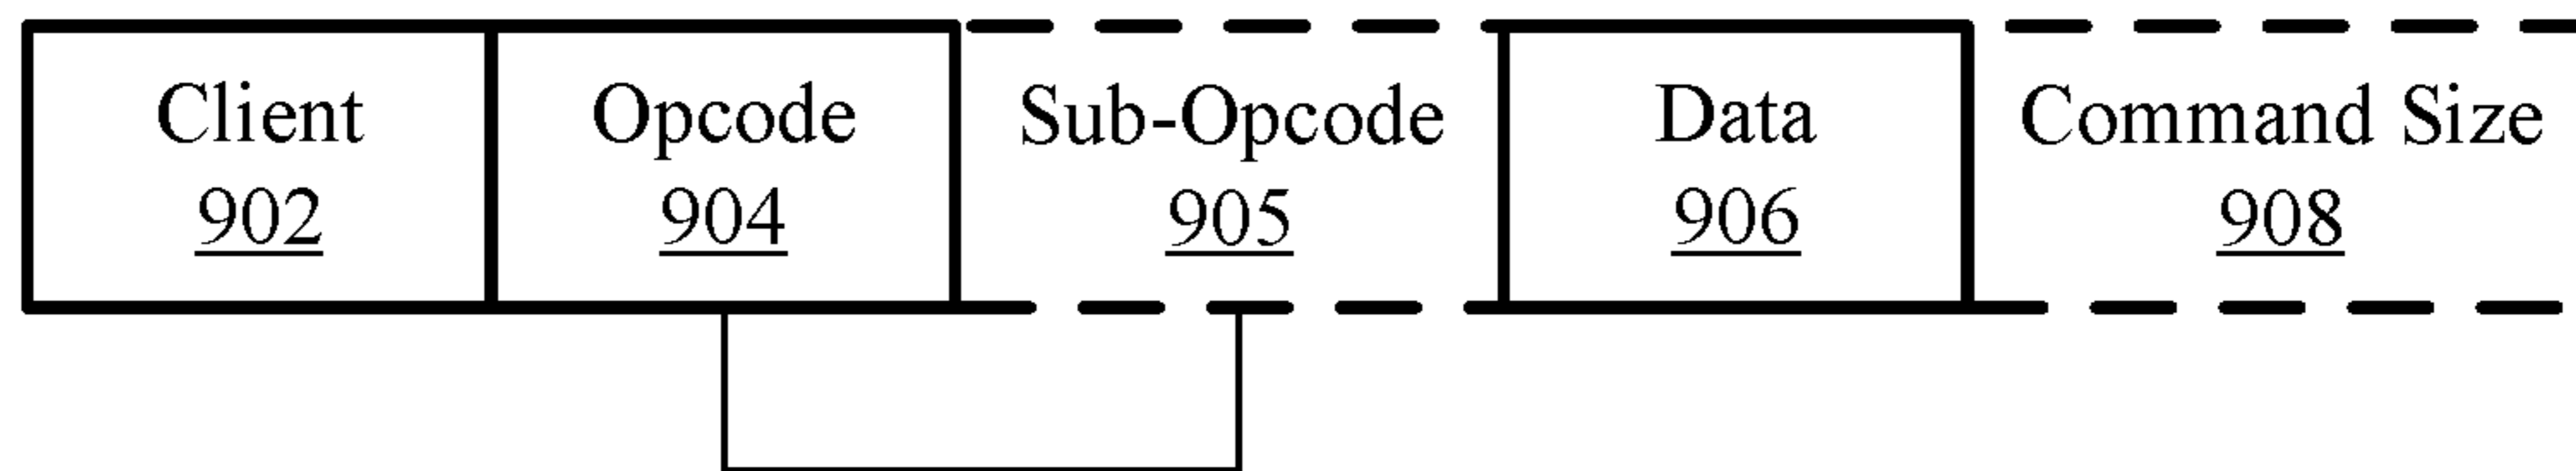 Client Opcode Sub-Opcode Data Command Size
902 904 905 906 908